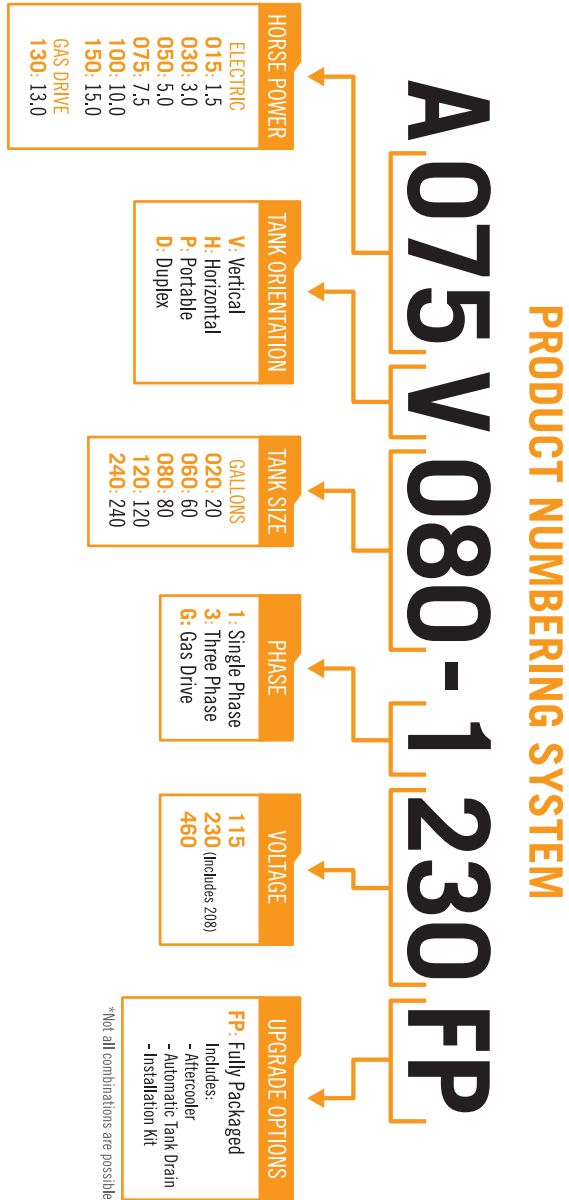 PRODUCT NUMBERING SYSTEM
A 075 V 080 - 1 230 FP
HORSE POWER
ELECTRIC
015: 1.5
030: 3.0
050: 5.0
075: 7.5
100: 10.0
150: 15.0
GAS DRIVE
130: 13.0
TANK ORIENTATION
V: Vertical
H: Horizontal
P: Portable
D: Duplex
TANK SIZE
GALLONS
020: 20
060: 60
080: 80
120: 120
240: 240
PHASE
1: Single Phase
3: Three Phase
G: Gas Drive
VOLTAGE
115
230 (Includes 208)
460
UPGRADE OPTIONS
FP: Fully Packaged
Includes:
- Aftercooler
- Automatic Tank Drain
- Installation Kit
*Not all combinations are possible